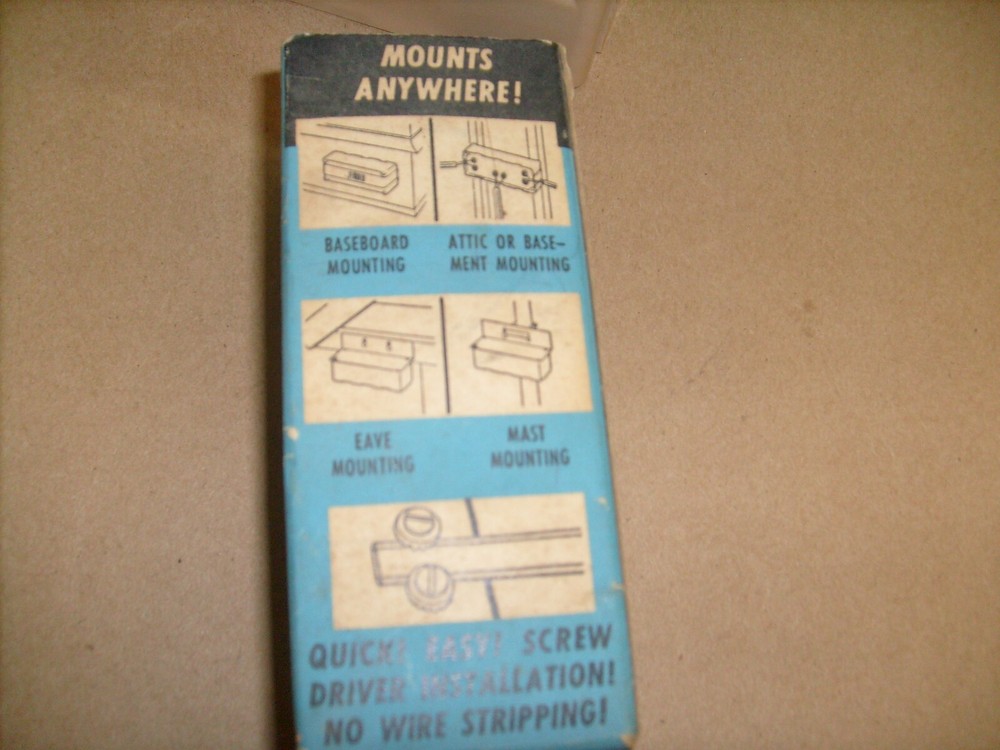 MOUNTS
ANYWHERE!
BASEBOARD
MOUNTING
ATTIC OR BASE-
MENT MOUNTING
EAVE
MOUNTING
MAST
MOUNTING
QUICK! EASY! SCREW
DRIVER INSTALLATION!
NO WIRE STRIPPING!